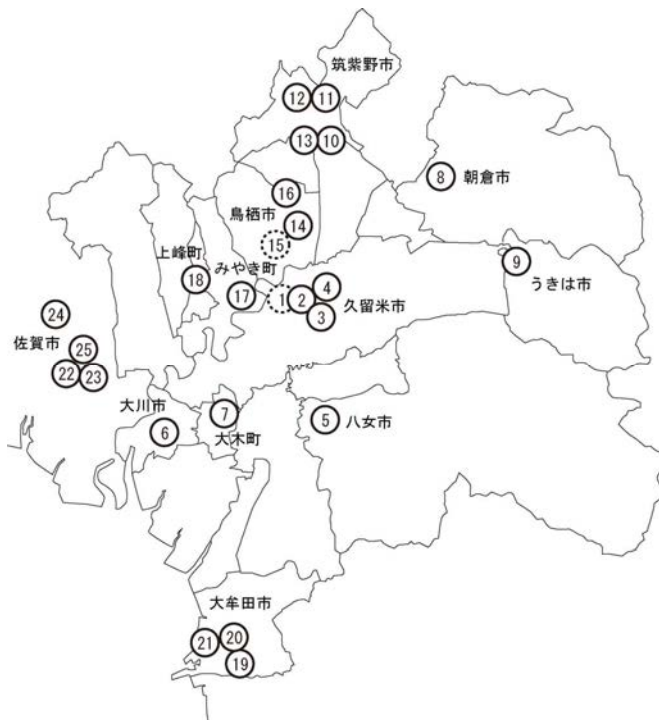 筑紫野市
⑫ ⑪
⑬ ⑩
⑧ 朝倉市
⑯
鳥栖市 ⑭
⑮
上峰町
みやき町
⑱ ⑰ 1 ② ④
③ 久留米市
⑨
うきは市
㉔
佐賀市 ㉕
㉒ ㉓
大川市
⑥ ⑦
大木町
⑤ 八女市
大牟田市
㉑ ⑳
⑲